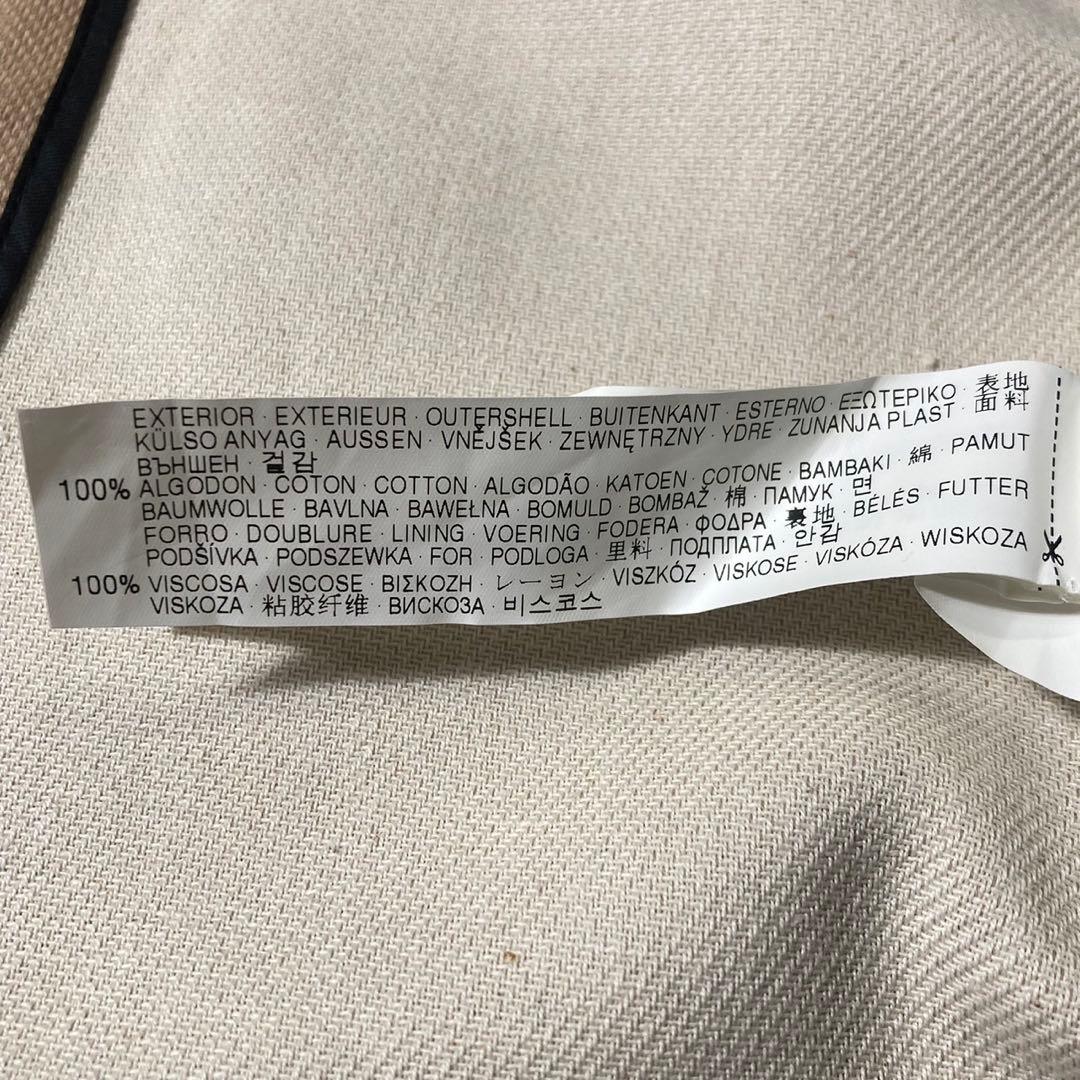 EXTERIOR · EXTERIEUR · OUTERSHELL · BUITENKANT · ESTERNO · ΕΞΩΤΕΡΙΚΟ · 表地
KÜLSO ANYAG · AUSSEN · VNĚJŠEK · ZEWNĘTRZNY · YDRE · ZUNANJA PLAST · 面料
ВЪНШЕН · 겉감
100% ALGODON · COTON · COTTON · ALGODÃO · KATOEN · COTONE · BAMBAKI · 綿 · PAMUT
BAUMWOLLE · BAVLNA · BAWEŁNA · BOMULD · BOMBAŽ · 棉 · ПАМУК · 면
FORRO · DOUBLURE · LINING · VOERING · FODERA · ΦΟΔΡΑ · 裏地 · BÉLÉS · FUTTER
PODŠÍVKA · PODSZEWKA · FOR · PODLOGA · 里料 · ПОДПЛАТА · 안감
100% VISCOSA · VISCOSE · ΒΙΣΚΟΖΗ · レーヨン · VISZKÓZ · VISKOSE · VISKÓZA · WISKOZA
VISKOZA · 粘胶纤维 · ВИСКОЗА · 비스코스